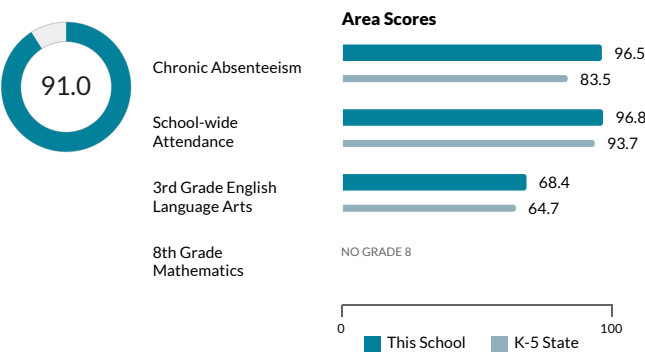 Area Scores
91.0
Chronic Absenteeism
96.5
83.5
School-wide
Attendance
96.8
93.7
3rd Grade English
Language Arts
68.4
64.7
8th Grade
Mathematics
NO GRADE 8
0
100
This School
K-5 State